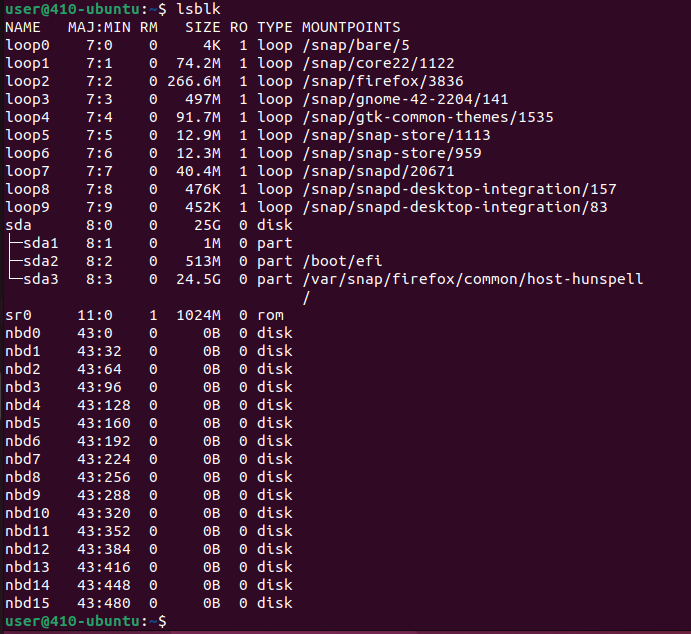 user@410-ubuntu:~$ lsblk
NAME   MAJ:MIN RM   SIZE RO TYPE MOUNTPOINTS
loop0    7:0    0     4K  1 loop /snap/bare/5
loop1    7:1    0  74.2M  1 loop /snap/core22/1122
loop2    7:2    0 266.6M  1 loop /snap/firefox/3836
loop3    7:3    0   497M  1 loop /snap/gnome-42-2204/141
loop4    7:4    0  91.7M  1 loop /snap/gtk-common-themes/1535
loop5    7:5    0  12.9M  1 loop /snap/snap-store/1113
loop6    7:6    0  12.3M  1 loop /snap/snap-store/959
loop7    7:7    0  40.4M  1 loop /snap/snapd/20671
loop8    7:8    0   476K  1 loop /snap/snapd-desktop-integration/157
loop9    7:9    0   452K  1 loop /snap/snapd-desktop-integration/83
sda      8:0    0    25G  0 disk
├─sda1   8:1    0     1M  0 part
├─sda2   8:2    0   513M  0 part /boot/efi
└─sda3   8:3    0  24.5G  0 part /var/snap/firefox/common/host-hunspell
                                 /
sr0     11:0    1  1024M  0 rom
nbd0    43:0    0     0B  0 disk
nbd1    43:32   0     0B  0 disk
nbd2    43:64   0     0B  0 disk
nbd3    43:96   0     0B  0 disk
nbd4    43:128  0     0B  0 disk
nbd5    43:160  0     0B  0 disk
nbd6    43:192  0     0B  0 disk
nbd7    43:224  0     0B  0 disk
nbd8    43:256  0     0B  0 disk
nbd9    43:288  0     0B  0 disk
nbd10   43:320  0     0B  0 disk
nbd11   43:352  0     0B  0 disk
nbd12   43:384  0     0B  0 disk
nbd13   43:416  0     0B  0 disk
nbd14   43:448  0     0B  0 disk
nbd15   43:480  0     0B  0 disk
user@410-ubuntu:~$